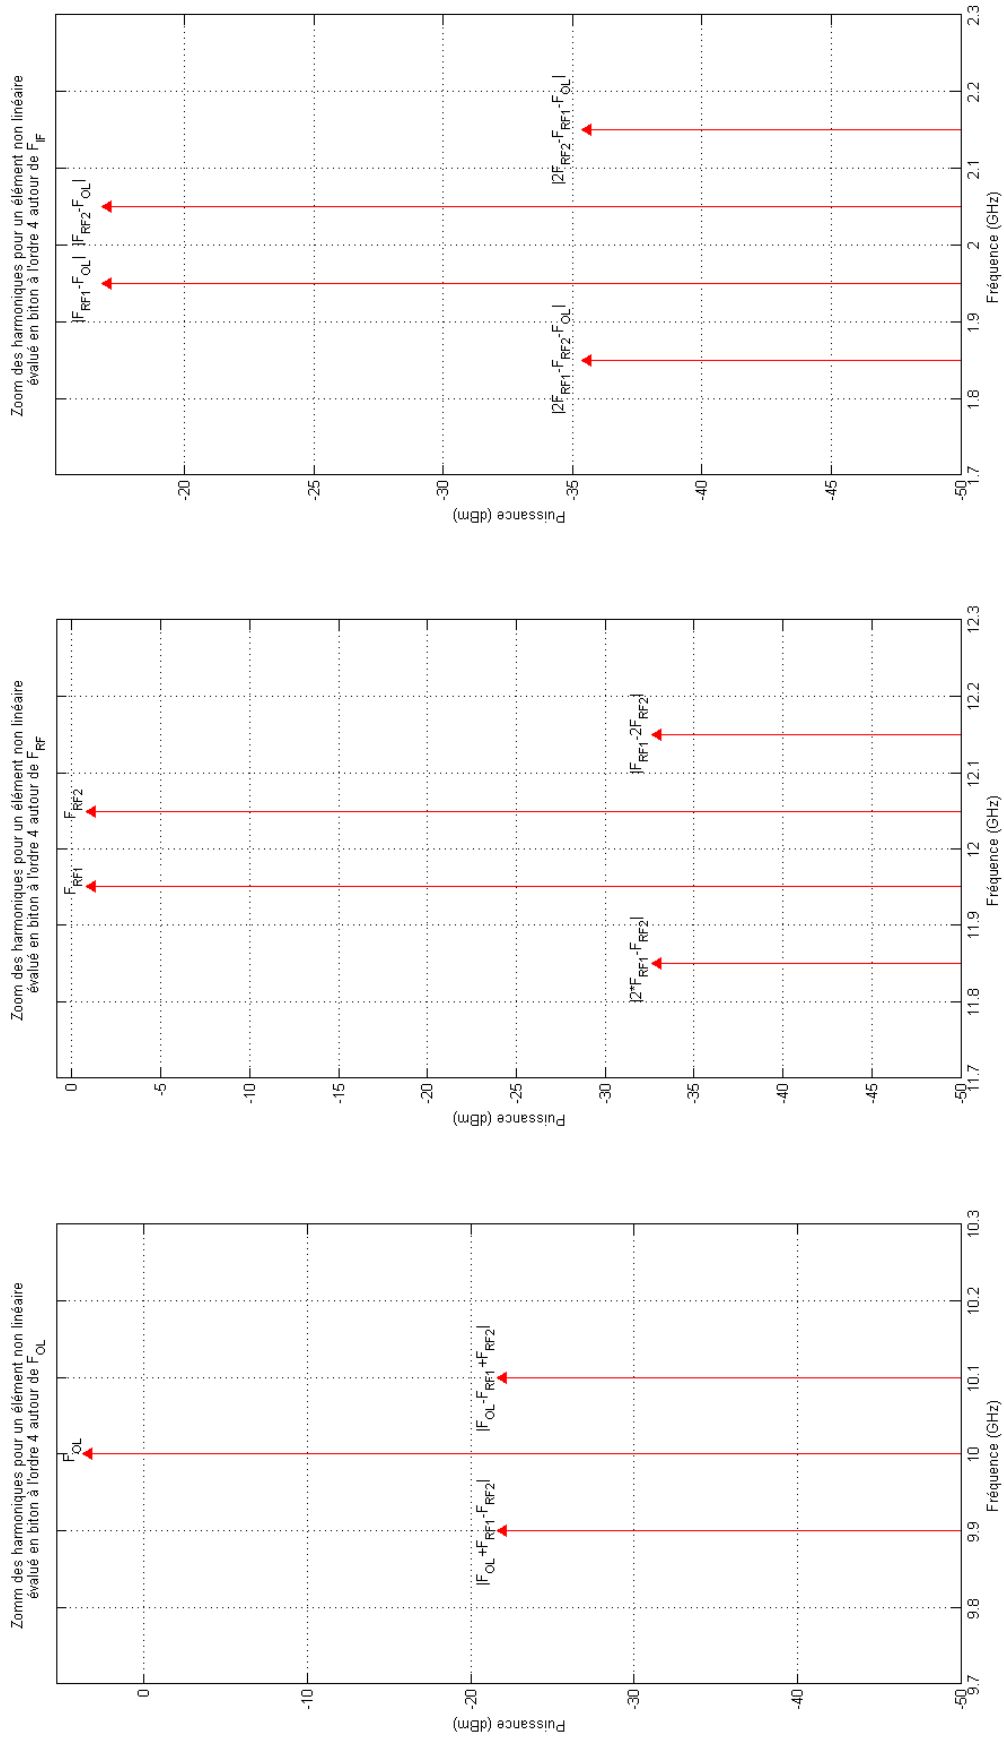 Zomm des harmoniques pour un élément non linéaire
évalué en biton à l'ordre 4 autour de F_OL
Puissance (dBm)
0
-10
-20
-30
-40
-50
F_OL
|F_OL+F_RF1-F_RF2|
|F_OL-F_RF1+F_RF2|
9.7
9.8
9.9
10
10.1
10.2
10.3
Fréquence (GHz)
Zoom des harmoniques pour un élément non linéaire
évalué en biton à l'ordre 4 autour de F_RF
Puissance (dBm)
0
-5
-10
-15
-20
-25
-30
-35
-40
-45
-50
F_RF1
F_RF2
|2*F_RF1-F_RF2|
|F_RF1-2F_RF2|
11.7
11.8
11.9
12
12.1
12.2
12.3
Fréquence (GHz)
Zoom des harmoniques pour un élément non linéaire
évalué en biton à l'ordre 4 autour de F_IF
Puissance (dBm)
-20
-25
-30
-35
-40
-45
-50
|F_RF1-F_OL|
|F_RF2-F_OL|
|2F_RF1-F_RF2-F_OL|
|2F_RF2-F_RF1-F_OL|
1.7
1.8
1.9
2
2.1
2.2
2.3
Fréquence (GHz)